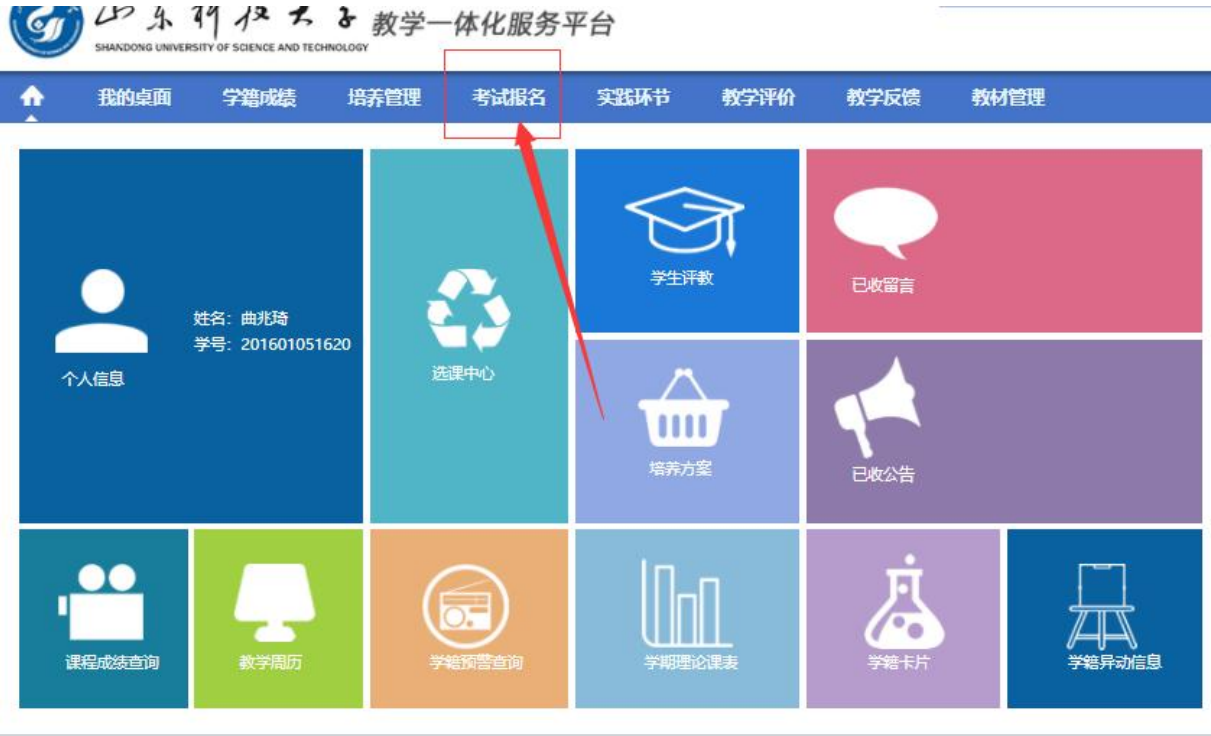 山东科技大学 教学一体化服务平台
SHANDONG UNIVERSITY OF SCIENCE AND TECHNOLOGY
我的桌面 学籍成绩 培养管理 考试报名 实践环节 教学评价 教学反馈 教材管理
学生评教
已收留言
姓名：曲兆琦
学号：201601051620
个人信息
选课中心
培养方案
已收公告
课程成绩查询 教学周历 学籍预警查询 学期理论课表 学籍卡片 学籍异动信息